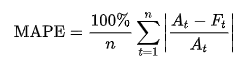 MAPE = \frac{100\%}{n} \sum_{t=1}^{n} \left| \frac{A_t - F_t}{A_t} \right|